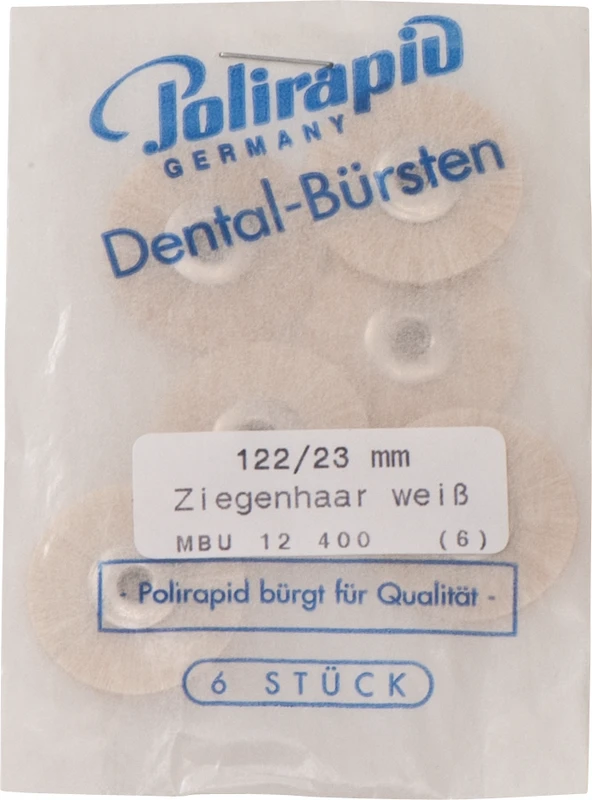 Polirapid
GERMANY
Dental-Bürsten
122/23 mm
Ziegenhaar weiß
MBU 12 400 (6)
- Polirapid bürgt für Qualität -
6 STÜCK